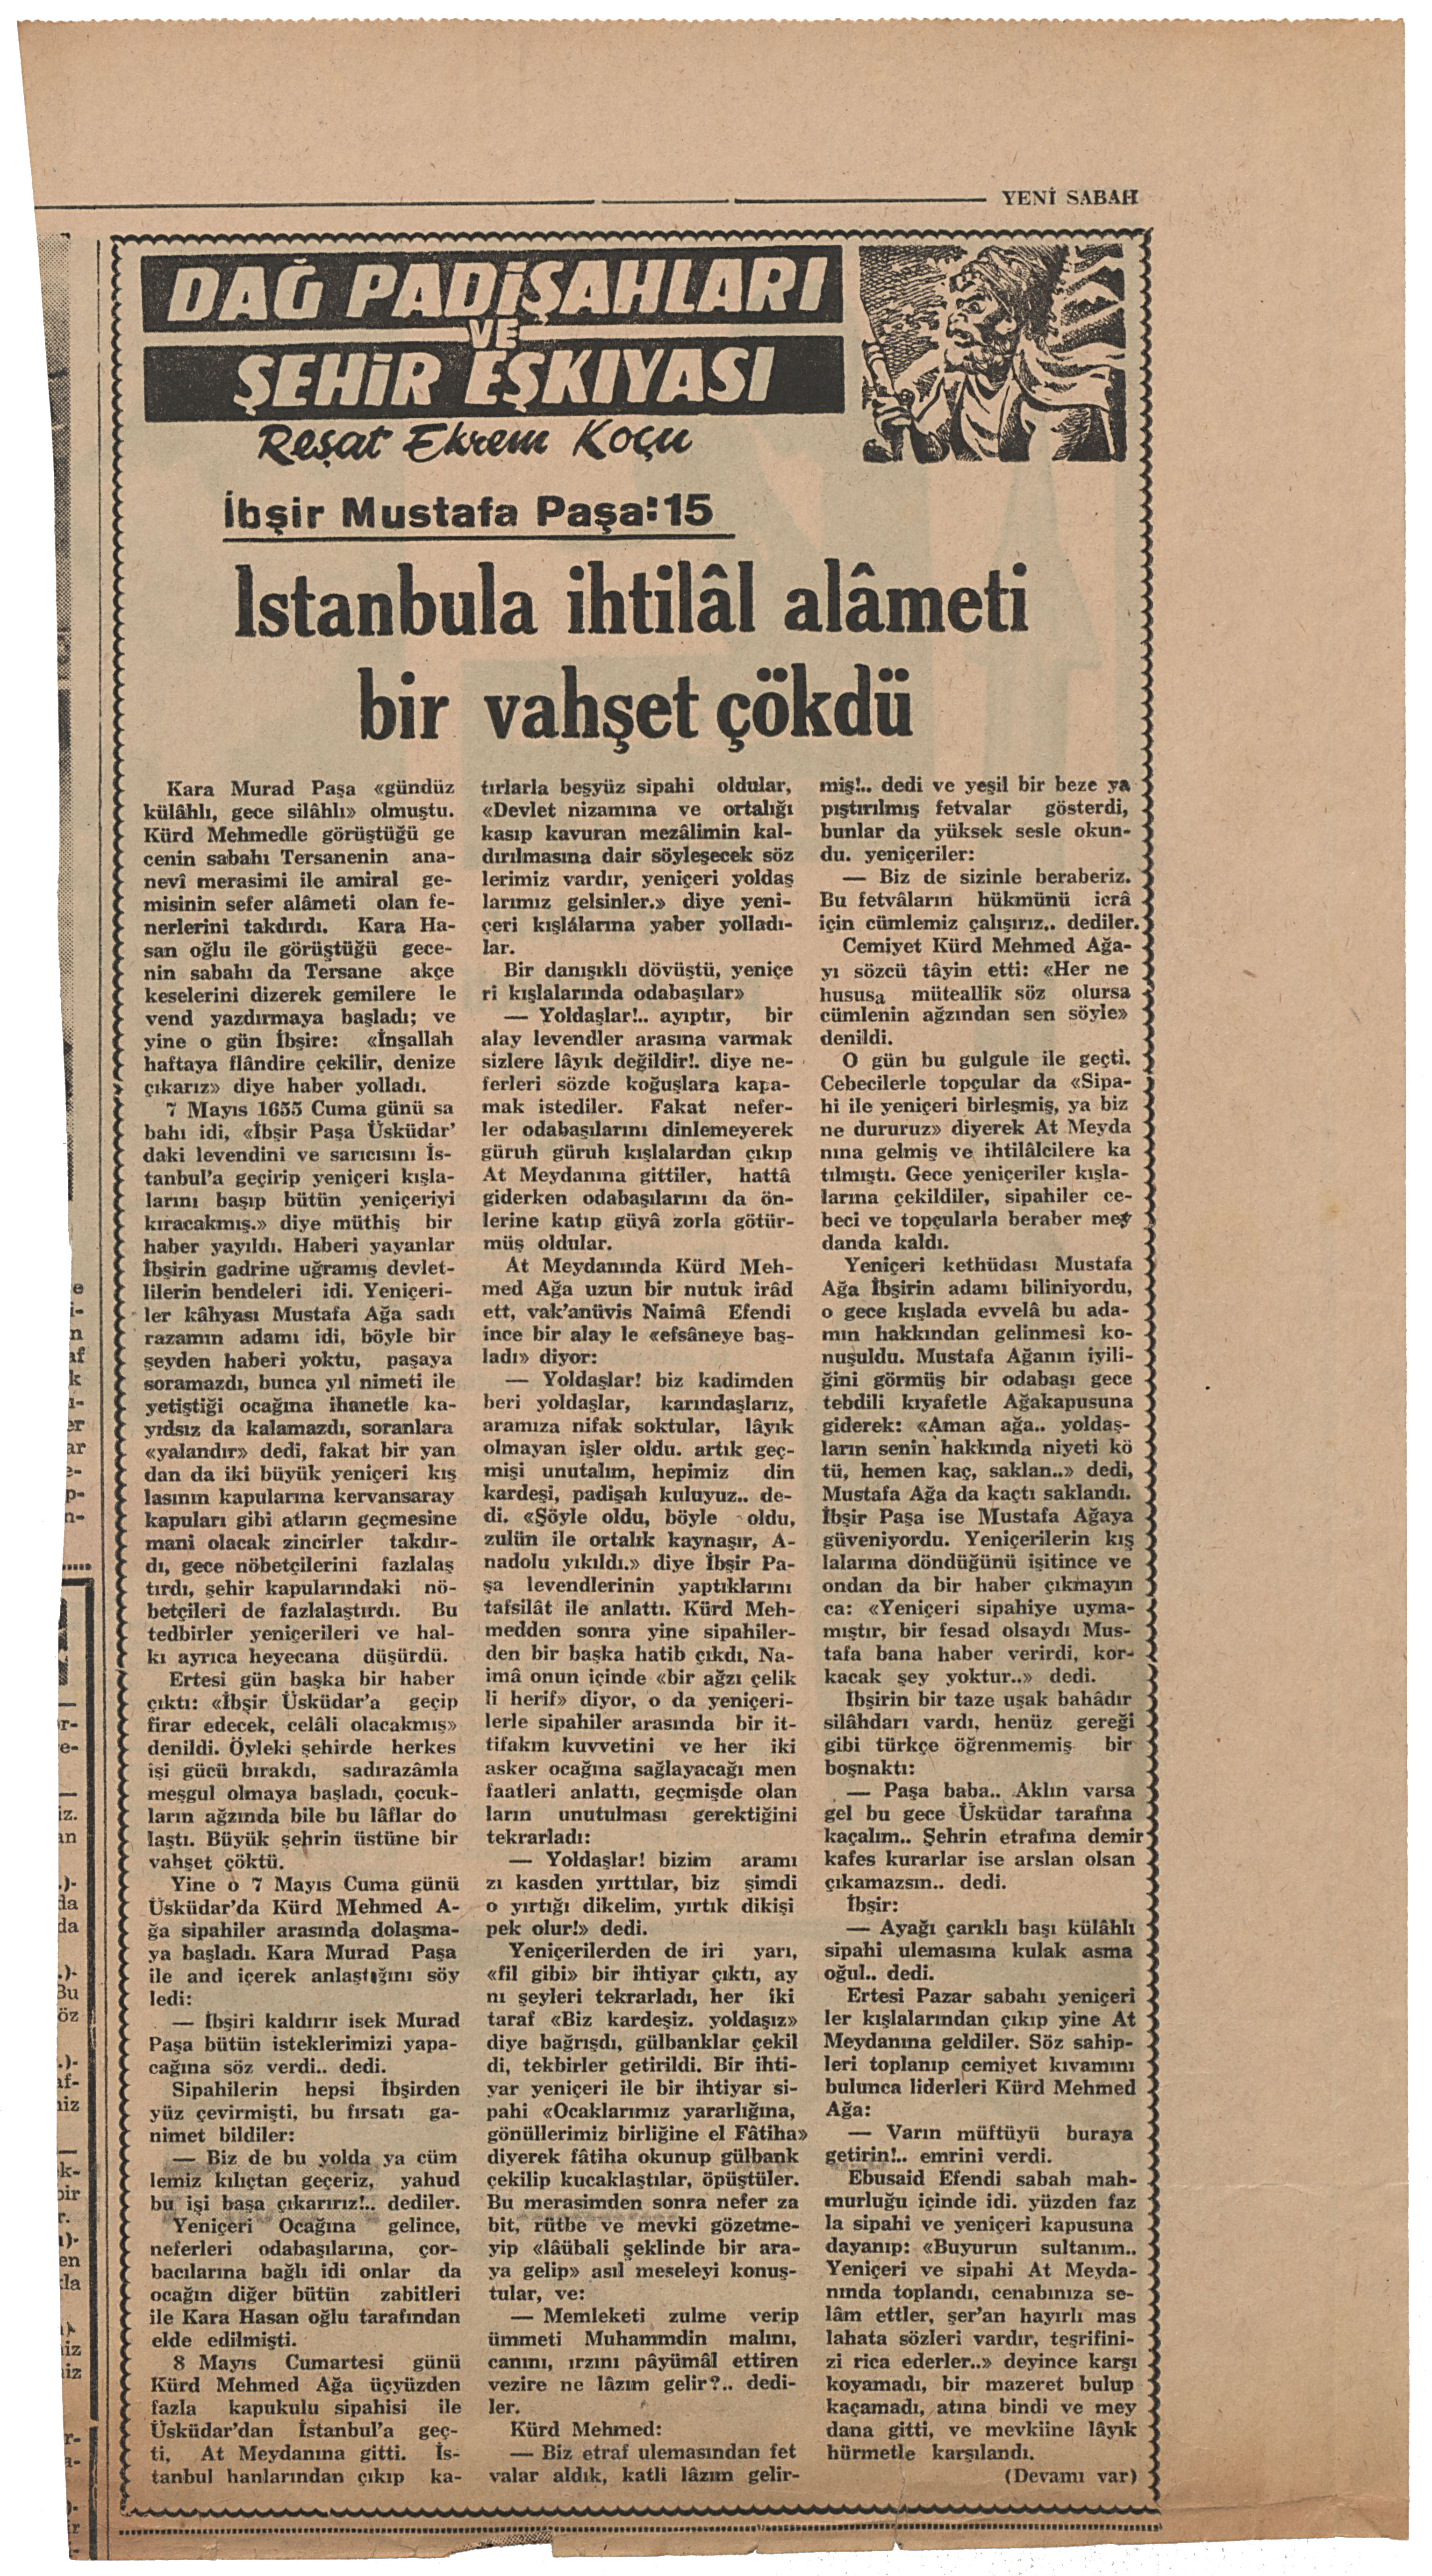 YENİ SABAH
DAĞ PADİŞAHLARI
VE
ŞEHİR EŞKIYASI
Reşat Ekrem Koçu
İbşir Mustafa Paşa:15
Istanbula ihtilâl alâmeti
bir vahşet çökdü
Kara Murad Paşa «gündüz
külâhlı, gece silâhlı» olmuştu.
Kürd Mehmedle görüştüğü ge
cenin sabahı Tersanenin ana-
nevî merasimi ile amiral ge-
misinin sefer alâmeti olan fe-
nerlerini takdırdı. Kara Ha-
san oğlu ile görüştüğü gece-
nin sabahı da Tersane akçe
keselerini dizerek gemilere le
vend yazdırmaya başladı; ve
yine o gün İbşire: «İnşallah
haftaya flândire çekilir, denize
çıkarız» diye haber yolladı.
7 Mayıs 1655 Cuma günü sa
bahı idi, «İbşir Paşa Üsküdar'
daki levendini ve sarıcısını İs-
tanbul'a geçirip yeniçeri kışla-
larını başıp bütün yeniçeriyi
kıracakmış.» diye müthiş bir
haber yayıldı. Haberi yayanlar
İbşirin gadrine uğramış devlet-
lilerin bendeleri idi. Yeniçeri-
ler kâhyası Mustafa Ağa sadı
razamın adamı idi, böyle bir
şeyden haberi yoktu, paşaya
soramazdı, bunca yıl nimeti ile
yetiştiği ocağına ihanetle ka-
yıdsız da kalamazdı, soranlara
«yalandır» dedi, fakat bir yan
dan da iki büyük yeniçeri kış
lasının kapularına kervansaray
kapuları gibi atların geçmesine
mani olacak zincirler takdır-
dı, gece nöbetçilerini fazlalaş
tırdı, şehir kapularındaki nö-
betçileri de fazlalaştırdı. Bu
tedbirler yeniçerileri ve hal-
kı ayrıca heyecana düşürdü.
Ertesi gün başka bir haber
çıktı: «İbşir Üsküdar'a geçip
firar edecek, celâli olacakmış»
denildi. Öyleki şehirde herkes
işi gücü bırakdı, sadırazâmla
meşgul olmaya başladı, çocuk-
ların ağzında bile bu lâflar do
laştı. Büyük şehrin üstüne bir
vahşet çöktü.
Yine o 7 Mayıs Cuma günü
Üsküdar'da Kürd Mehmed A-
ğa sipahiler arasında dolaşma-
ya başladı. Kara Murad Paşa
ile and içerek anlaştığını söy
ledi:
— İbşiri kaldırır isek Murad
Paşa bütün isteklerimizi yapa-
cağına söz verdi.. dedi.
Sipahilerin hepsi İbşirden
yüz çevirmişti, bu fırsatı ga-
nimet bildiler:
— Biz de bu yolda ya cüm
lemiz kılıçtan geçeriz, yahud
bu işi başa çıkarırız!.. dediler.
Yeniçeri Ocağına gelince,
neferleri odabaşılarına, çor-
bacılarına bağlı idi onlar da
ocağın diğer bütün zabitleri
ile Kara Hasan oğlu tarafından
elde edilmişti.
8 Mayıs Cumartesi günü
Kürd Mehmed Ağa üçyüzden
fazla kapukulu sipahisi ile
Üsküdar'dan İstanbul'a geç-
ti, At Meydanına gitti. İs-
tanbul hanlarından çıkıp ka-
tırlarla beşyüz sipahi oldular,
«Devlet nizamına ve ortalığı
kasıp kavuran mezâlimin kal-
dırılmasına dair söyleşecek söz
lerimiz vardır, yeniçeri yoldaş
larımız gelsinler.» diye yeni-
çeri kışlálarına yaber yolladı-
lar.
Bir danışıklı dövüştü, yeniçe
ri kışlalarında odabaşılar»
— Yoldaşlar!.. ayıptır, bir
alay levendler arasına varmak
sizlere lâyık değildir!. diye ne-
ferleri sözde koğuşlara kapa-
mak istediler. Fakat nefer-
ler odabaşılarını dinlemeyerek
güruh güruh kışlalardan çıkıp
At Meydanına gittiler, hattâ
giderken odabaşılarını da ön-
lerine katıp güyâ zorla götür-
müş oldular.
At Meydanında Kürd Meh-
med Ağa uzun bir nutuk irâd
ett, vak'anüvis Naimâ Efendi
ince bir alay le «efsâneye baş-
ladı» diyor:
— Yoldaşlar! biz kadimden
beri yoldaşlar, karındaşlarız,
aramıza nifak soktular, lâyık
olmayan işler oldu. artık geç-
mişi unutalım, hepimiz din
kardeşi, padişah kuluyuz.. de-
di. «Şöyle oldu, böyle oldu,
zulün ile ortalık kaynaşır, A-
nadolu yıkıldı.» diye İbşir Pa-
şa levendlerinin yaptıklarını
tafsilât ile anlattı. Kürd Meh-
medden sonra yine sipahiler-
den bir başka hatib çıkdı, Na-
imâ onun içinde «bir ağzı çelik
li herif» diyor, o da yeniçeri-
lerle sipahiler arasında bir it-
tifakın kuvvetini ve her iki
asker ocağına sağlayacağı men
faatleri anlattı, geçmişde olan
ların unutulması gerektiğini
tekrarladı:
— Yoldaşlar! bizim aramı
zı kasden yırttılar, biz şimdi
o yırtığı dikelim, yırtık dikişi
pek olur!» dedi.
Yeniçerilerden de iri yarı,
«fil gibi» bir ihtiyar çıktı, ay
nı şeyleri tekrarladı, her iki
taraf «Biz kardeşiz. yoldaşız»
diye bağrışdı, gülbanklar çekil
di, tekbirler getirildi. Bir ihti-
yar yeniçeri ile bir ihtiyar si-
pahi «Ocaklarımız yararlığına,
gönüllerimiz birliğine el Fâtiha»
diyerek fâtiha okunup gülbank
çekilip kucaklaştılar, öpüştüler.
Bu merasimden sonra nefer za
bit, rütbe ve mevki gözetme-
yip «lâübali şeklinde bir ara-
ya gelip» asıl meseleyi konuş-
tular, ve:
— Memleketi zulme verip
ümmeti Muhammdin malını,
canını, ırzını pâyümâl ettiren
vezire ne lâzım gelir?.. dedi-
ler.
Kürd Mehmed:
— Biz etraf ulemasından fet
valar aldık, katli lâzım gelir-
miş!.. dedi ve yeşil bir beze ya
pıştırılmış fetvalar gösterdi,
bunlar da yüksek sesle okun-
du. yeniçeriler:
— Biz de sizinle beraberiz.
Bu fetvâların hükmünü icrâ
için cümlemiz çalışırız.. dediler.
Cemiyet Kürd Mehmed Ağa-
yı sözcü tâyin etti: «Her ne
hususa müteallik söz olursa
cümlenin ağzından sen söyle»
denildi.
O gün bu gulgule ile geçti.
Cebecilerle topçular da «Sipa-
hi ile yeniçeri birleşmiş, ya biz
ne dururuz» diyerek At Meyda
nına gelmiş ve ihtilâlcilere ka
tılmıştı. Gece yeniçeriler kışla-
larına çekildiler, sipahiler ce-
beci ve topçularla beraber mey
danda kaldı.
Yeniçeri kethüdası Mustafa
Ağa İbşirin adamı biliniyordu,
o gece kışlada evvelâ bu ada-
mın hakkından gelinmesi ko-
nuşuldu. Mustafa Ağanın iyili-
ğini görmüş bir odabaşı gece
tebdili kıyafetle Ağakapusuna
giderek: «Aman ağa.. yoldaş-
ların senin hakkında niyeti kö
tü, hemen kaç, saklan..» dedi,
Mustafa Ağa da kaçtı saklandı.
İbşir Paşa ise Mustafa Ağaya
güveniyordu. Yeniçerilerin kış
lalarına döndüğünü işitince ve
ondan da bir haber çıkmayın
ca: «Yeniçeri sipahiye uyma-
mıştır, bir fesad olsaydı Mus-
tafa bana haber verirdi, kor-
kacak şey yoktur..» dedi.
İbşirin bir taze uşak bahâdır
silâhdarı vardı, henüz gereği
gibi türkçe öğrenmemiş bir
boşnaktı:
— Paşa baba.. Aklın varsa
gel bu gece Üsküdar tarafına
kaçalım.. Şehrin etrafına demir
kafes kurarlar ise arslan olsan
çıkamazsın.. dedi.
İbşir:
— Ayağı çarıklı başı külâhlı
sipahi ulemasına kulak asma
oğul.. dedi.
Ertesi Pazar sabahı yeniçeri
ler kışlalarından çıkıp yine At
Meydanına geldiler. Söz sahip-
leri toplanıp cemiyet kıvamını
bulunca liderleri Kürd Mehmed
Ağa:
— Varın müftüyü buraya
getirin!.. emrini verdi.
Ebusaid Efendi sabah mah-
murluğu içinde idi. yüzden faz
la sipahi ve yeniçeri kapusuna
dayanıp: «Buyurun sultanım..
Yeniçeri ve sipahi At Meyda-
nında toplandı, cenabınıza se-
lâm ettler, şer'an hayırlı mas
lahata sözleri vardır, teşrifini-
zi rica ederler..» deyince karşı
koyamadı, bir mazeret bulup
kaçamadı, atına bindi ve mey
dana gitti, ve mevkiine lâyık
hürmetle karşılandı.
(Devamı var)